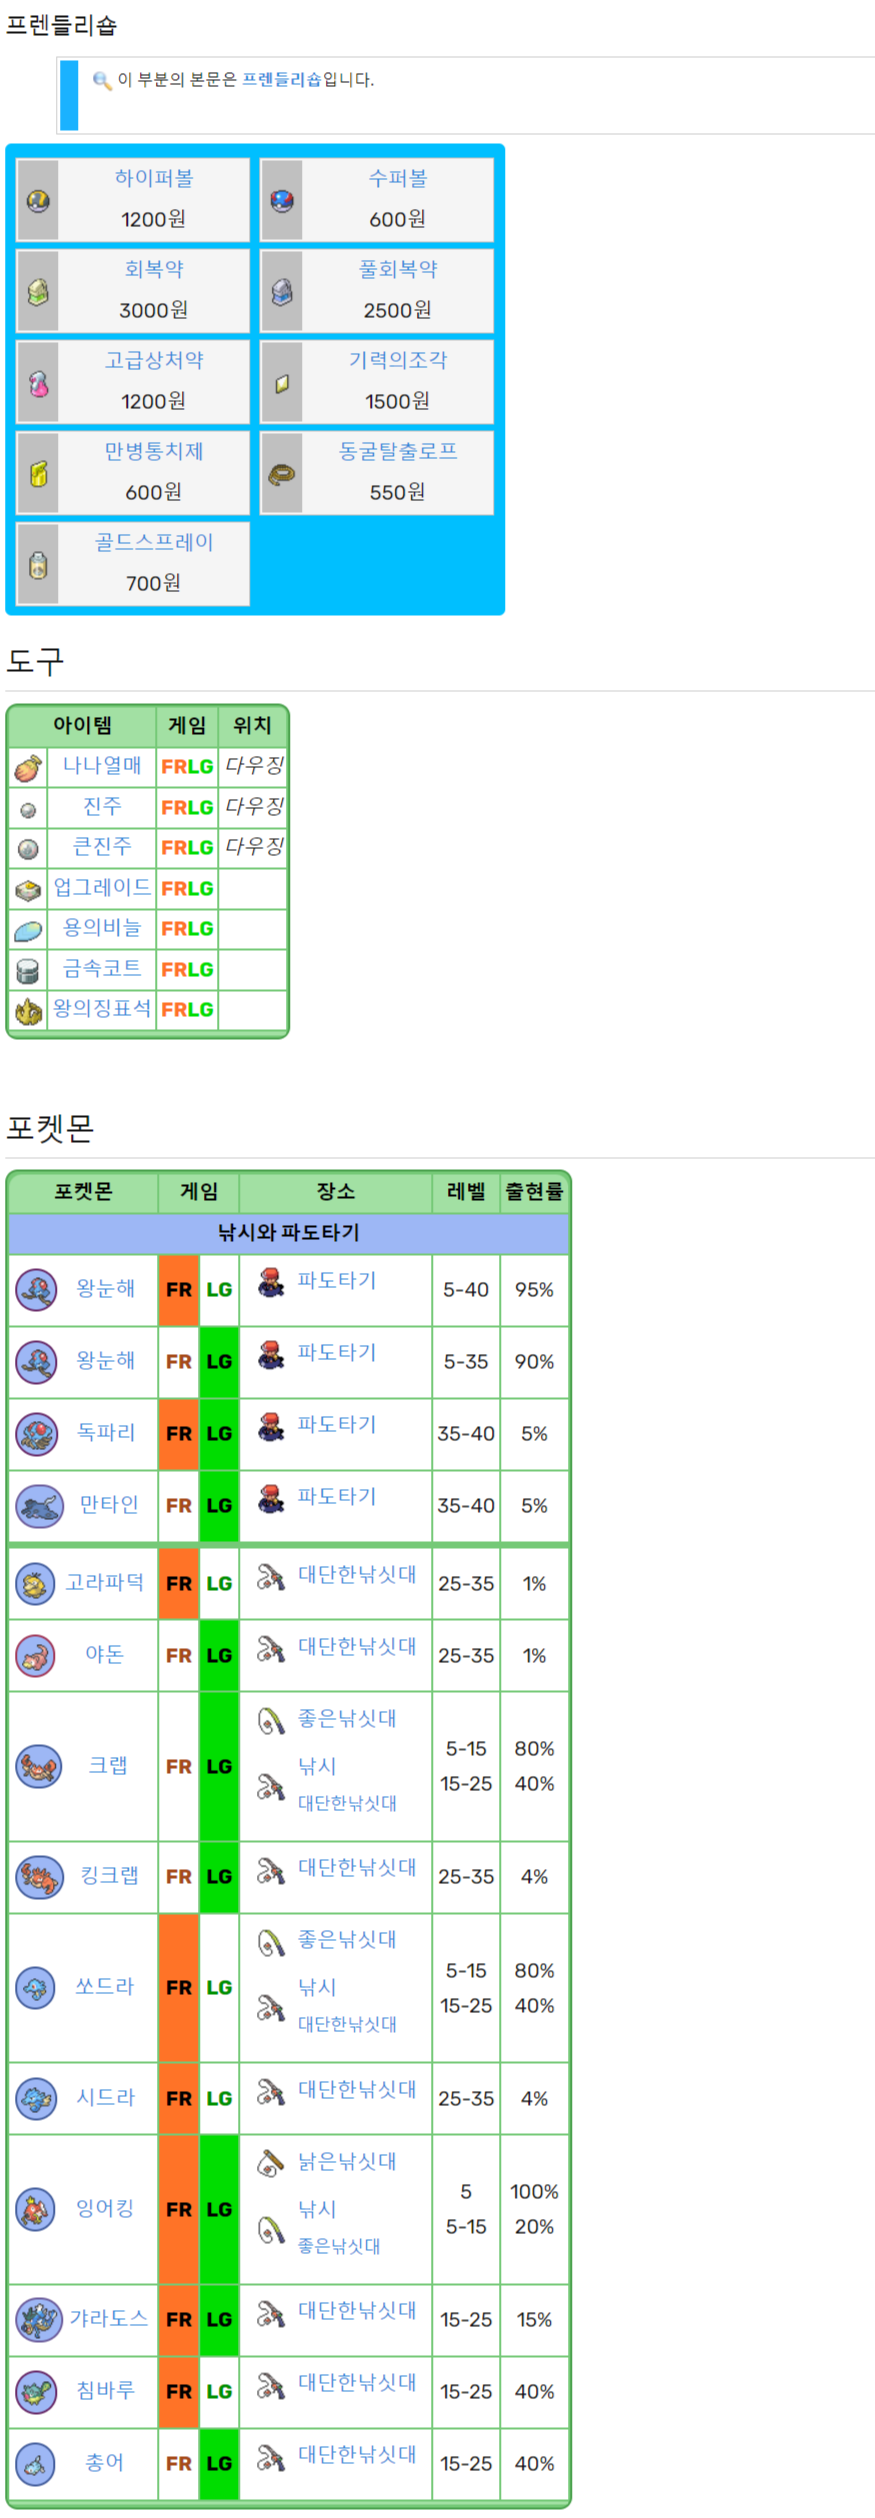 프렌들리숍
이 부분의 본문은 프렌들리숍입니다.
하이퍼볼 수퍼볼
1200원 600원
회복약 풀회복약
3000원 2500원
고급상처약 기력의조각
1200원 1500원
만병통치제 동굴탈출로프
600원 550원
골드스프레이
700원
도구
아이템 게임 위치
나나열매 FRLG 다우징
진주 FRLG 다우징
큰진주 FRLG 다우징
업그레이드 FRLG
용의비늘 FRLG
금속코트 FRLG
왕의징표석 FRLG
포켓몬
포켓몬 게임 장소 레벨 출현률
낚시와 파도타기
왕눈해 FR LG 파도타기 5-40 95%
왕눈해 FR LG 파도타기 5-35 90%
독파리 FR LG 파도타기 35-40 5%
만타인 FR LG 파도타기 35-40 5%
고라파덕 FR LG 대단한낚싯대 25-35 1%
야돈 FR LG 대단한낚싯대 25-35 1%
좋은낚싯대 5-15 80%
크랩 FR LG 낚시 15-25 40%
대단한낚싯대
킹크랩 FR LG 대단한낚싯대 25-35 4%
좋은낚싯대 5-15 80%
쏘드라 FR LG 낚시 15-25 40%
대단한낚싯대
시드라 FR LG 대단한낚싯대 25-35 4%
낡은낚싯대 5 100%
잉어킹 FR LG 낚시 5-15 20%
좋은낚싯대
갸라도스 FR LG 대단한낚싯대 15-25 15%
침바루 FR LG 대단한낚싯대 15-25 40%
총어 FR LG 대단한낚싯대 15-25 40%